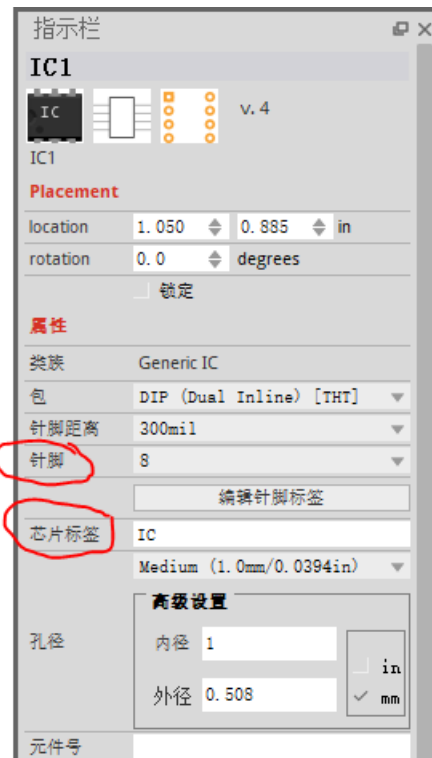 指示栏
IC1
IC
v.4
IC1
Placement
location 1.050 0.885 in
rotation 0.0 degrees
锁定
属性
类族 Generic IC
包 DIP (Dual Inline) [THT]
针脚距离 300mil
针脚 8
编辑针脚标签
芯片标签 IC
Medium (1.0mm/0.0394in)
高级设置
孔径 内径 1
in
外径 0.508 mm
元件号